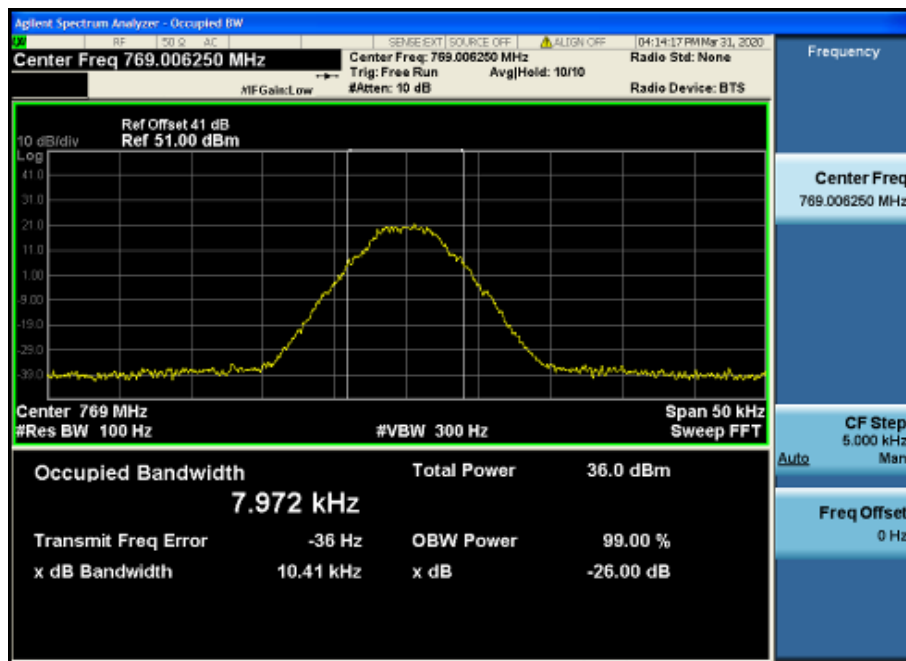 Agilent Spectrum Analyzer - Occupied BW
LXI RF 50 Ω AC SENSE:EXT SOURCE OFF ALIGN OFF 04:14:17 PM Mar 31, 2020
Center Freq 769.006250 MHz Center Freq: 769.006250 MHz Radio Std: None Frequency
Trig: Free Run Avg|Hold: 10/10
#IFGain:Low #Atten: 10 dB Radio Device: BTS
Ref Offset 41 dB
10 dB/div Ref 51.00 dBm
Log
41.0
31.0
21.0
11.0
1.00
-9.00
-19.0
-29.0
-39.0
Center 769 MHz Span 50 kHz
#Res BW 100 Hz #VBW 300 Hz Sweep FFT
Occupied Bandwidth Total Power 36.0 dBm
7.972 kHz
Transmit Freq Error -36 Hz OBW Power 99.00 %
x dB Bandwidth 10.41 kHz x dB -26.00 dB
Center Freq
769.006250 MHz
CF Step
5.000 kHz
Auto Man
Freq Offset
0 Hz